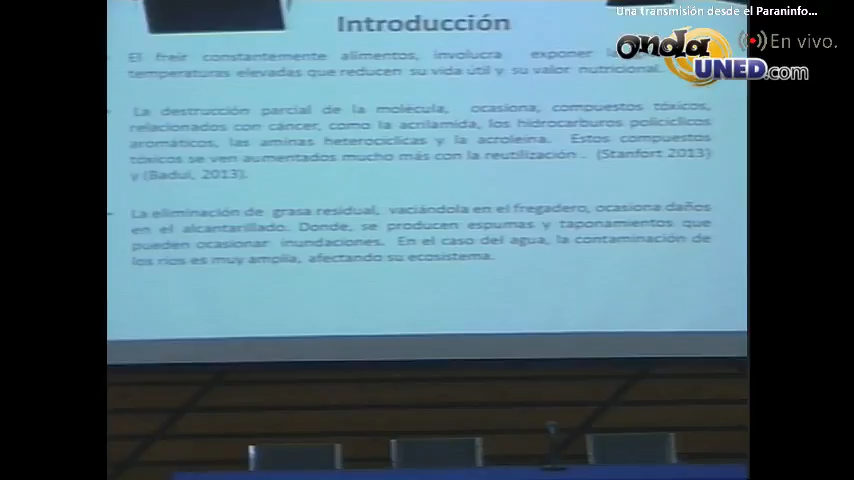 Una transmisión desde el Paraninfo...
Introducción
onda UNED.com
En vivo.
El freir constantemente alimentos, involucra exponer
temperaturas elevadas que reducen su vida útil y su valor nutricional.
La destrucción parcial de la molécula, ocasiona, compuestos tóxicos,
relacionados con cáncer, como la acrilamida, los hidrocarburos policíclicos
aromáticos, las aminas heterocíclicas y la acroleína. Estos compuestos
tóxicos se ven aumentados mucho más con la reutilización . (Stanfort 2013)
y (Badui, 2013).
La eliminación de grasa residual, vaciándola en el fregadero, ocasiona daños
en el alcantarillado. Donde, se producen espumas y taponamientos que
pueden ocasionar inundaciones. En el caso del agua, la contaminación de
los ríos es muy amplia, afectando su ecosistema.